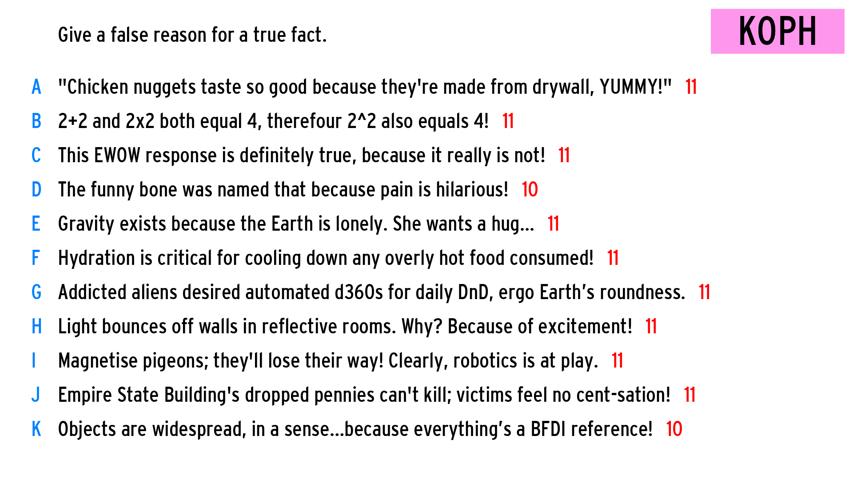 Give a false reason for a true fact.
KOPH
A "Chicken nuggets taste so good because they're made from drywall, YUMMY!" 11
B 2+2 and 2x2 both equal 4, therefour 2^2 also equals 4! 11
C This EWOW response is definitely true, because it really is not! 11
D The funny bone was named that because pain is hilarious! 10
E Gravity exists because the Earth is lonely. She wants a hug... 11
F Hydration is critical for cooling down any overly hot food consumed! 11
G Addicted aliens desired automated d360s for daily DnD, ergo Earth's roundness. 11
H Light bounces off walls in reflective rooms. Why? Because of excitement! 11
I Magnetise pigeons; they'll lose their way! Clearly, robotics is at play. 11
J Empire State Building's dropped pennies can't kill; victims feel no cent-sation! 11
K Objects are widespread, in a sense...because everything's a BFDI reference! 10